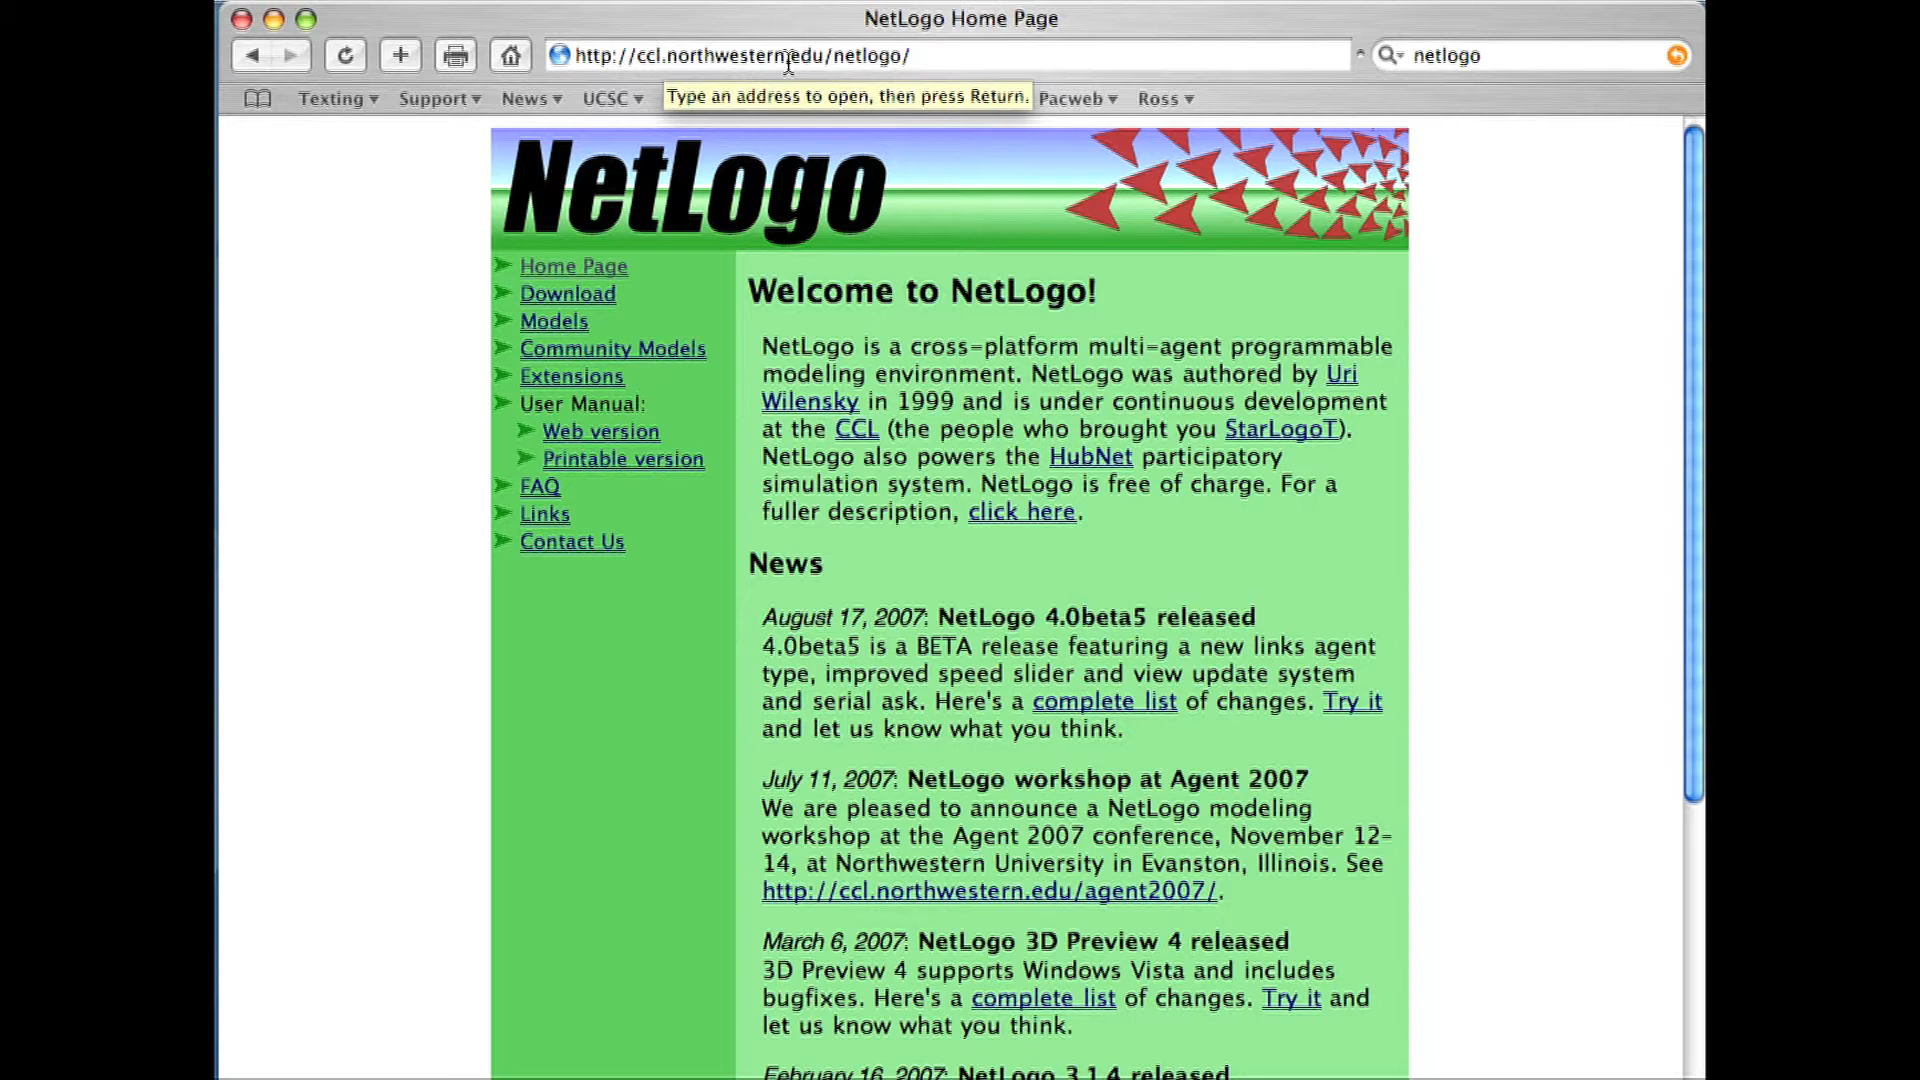 NetLogo Home Page
http://ccl.northwestern.edu/netlogo/
netlogo
Texting
Support
News
UCSC
Type an address to open, then press Return.
Pacweb
Ross
NetLogo
Home Page
Download
Models
Community Models
Extensions
User Manual:
Web version
Printable version
FAQ
Links
Contact Us
Welcome to NetLogo!
NetLogo is a cross-platform multi-agent programmable
modeling environment. NetLogo was authored by Uri
Wilensky in 1999 and is under continuous development
at the CCL (the people who brought you StarLogoT).
NetLogo also powers the HubNet participatory
simulation system. NetLogo is free of charge. For a
fuller description, click here.
News
August 17, 2007: NetLogo 4.0beta5 released
4.0beta5 is a BETA release featuring a new links agent
type, improved speed slider and view update system
and serial ask. Here's a complete list of changes. Try it
and let us know what you think.
July 11, 2007: NetLogo workshop at Agent 2007
We are pleased to announce a NetLogo modeling
workshop at the Agent 2007 conference, November 12-
14, at Northwestern University in Evanston, Illinois. See
http://ccl.northwestern.edu/agent2007/.
March 6, 2007: NetLogo 3D Preview 4 released
3D Preview 4 supports Windows Vista and includes
bugfixes. Here's a complete list of changes. Try it and
let us know what you think.
February 16, 2007: NetLogo 3.1.4 released